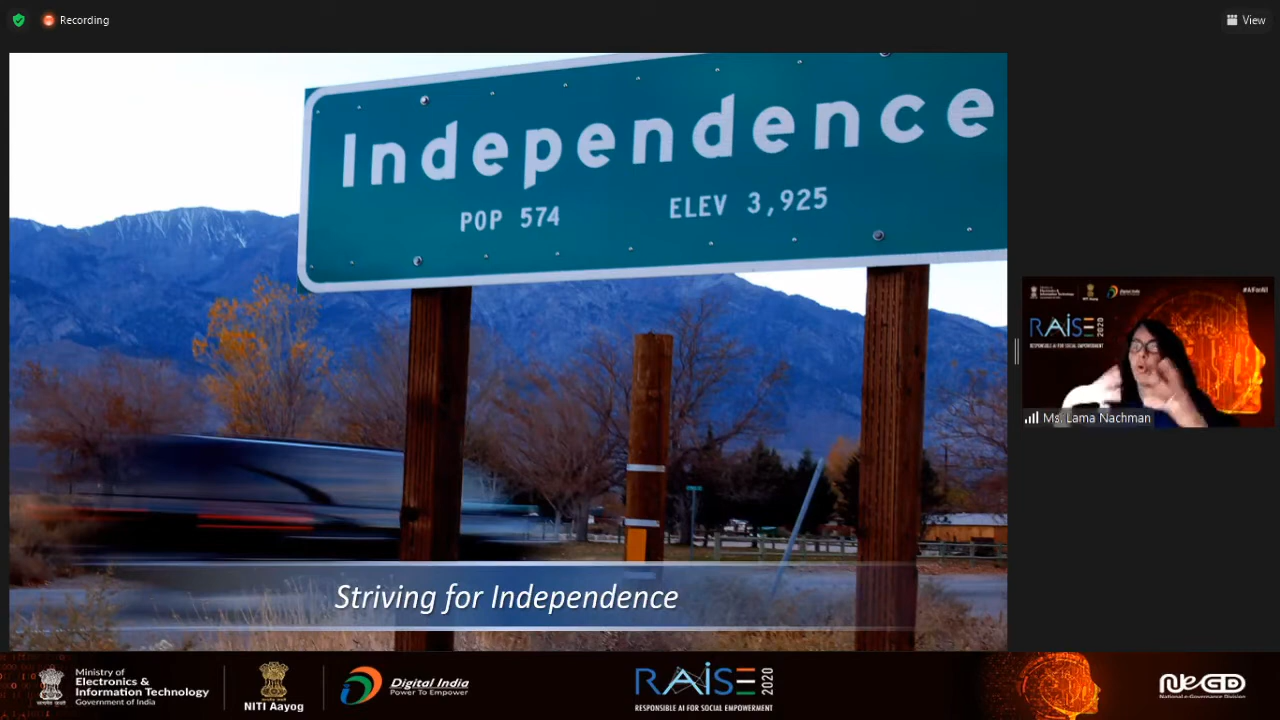 Recording
View
Independence
POP 574 ELEV 3,925
Striving for Independence
#AIForAll
RAISE 2020
RESPONSIBLE AI FOR SOCIAL EMPOWERMENT
Ms. Lama Nachman
Ministry of
Electronics &
Information Technology
Government of India
NITI Aayog
Digital India
Power To Empower
RAISE 2020
RESPONSIBLE AI FOR SOCIAL EMPOWERMENT
NeGD
National e-Governance Division